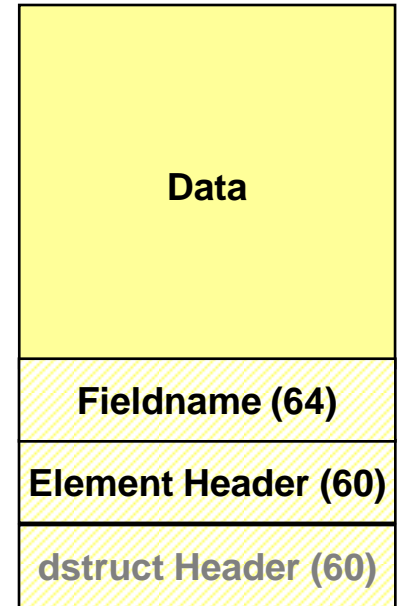 Data
Fieldname (64)
Element Header (60)
dstruct Header (60)